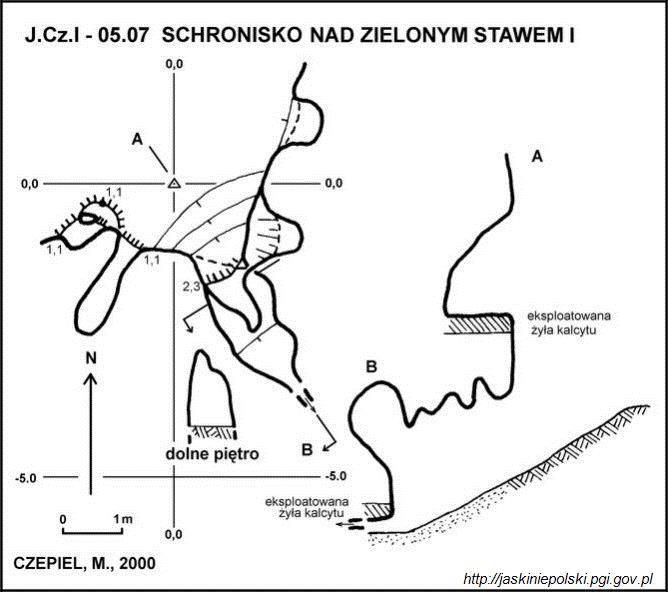 J.Cz.I - 05.07 SCHRONISKO NAD ZIELONYM STAWEM I
0,0
A
A
0,0
0,0
1,1
1,1
1,1
2,3
eksploatowana
żyła kalcytu
N
B
dolne piętro
B
-5.0
-5.0
eksploatowana
żyła kalcytu
0 1m
0,0
CZEPIEL, M., 2000
http://jaskiniepolski.pgi.gov.pl